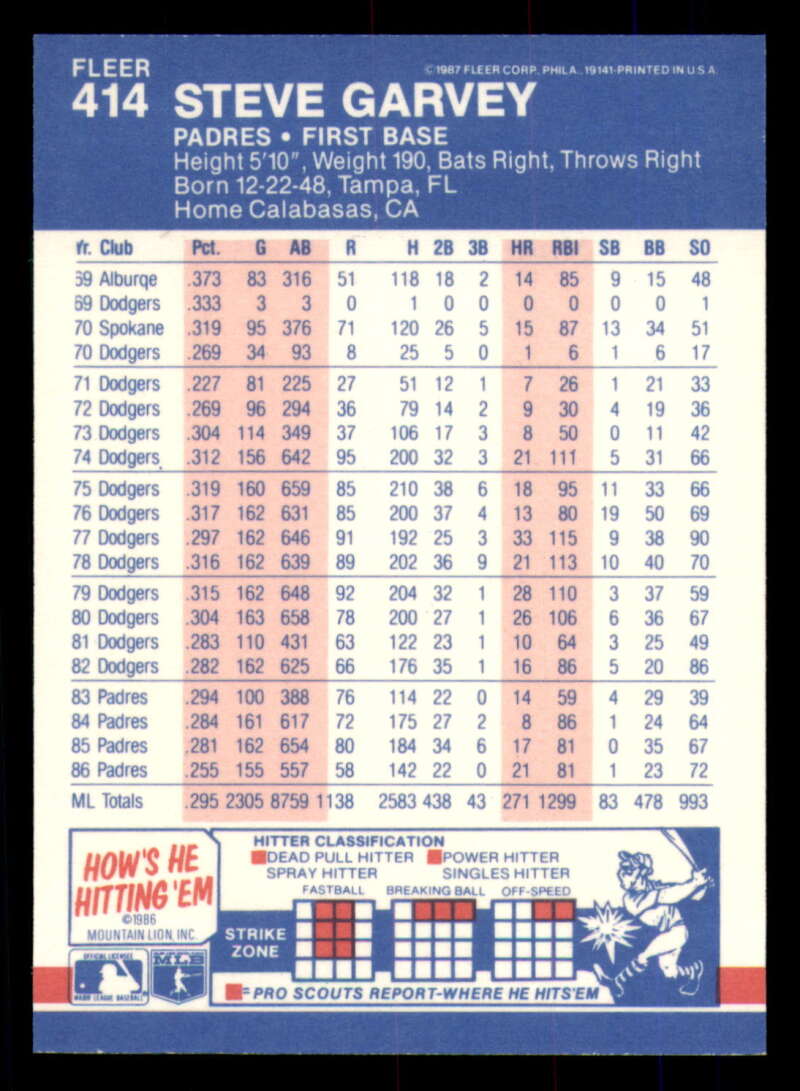 FLEER
©1987 FLEER CORP. PHILA., 19141-PRINTED IN U.S.A.
414 STEVE GARVEY
PADRES • FIRST BASE
Height 5'10", Weight 190, Bats Right, Throws Right
Born 12-22-48, Tampa, FL
Home Calabasas, CA
Yr. Club Pct. G AB R H 2B 3B HR RBI SB BB SO
69 Alburqe .373 83 316 51 118 18 2 14 85 9 15 48
69 Dodgers .333 3 3 0 1 0 0 0 0 0 0 1
70 Spokane .319 95 376 71 120 26 5 15 87 13 34 51
70 Dodgers .269 34 93 8 25 5 0 1 6 1 6 17
71 Dodgers .227 81 225 27 51 12 1 7 26 1 21 33
72 Dodgers .269 96 294 36 79 14 2 9 30 4 19 36
73 Dodgers .304 114 349 37 106 17 3 8 50 0 11 42
74 Dodgers .312 156 642 95 200 32 3 21 111 5 31 66
75 Dodgers .319 160 659 85 210 38 6 18 95 11 33 66
76 Dodgers .317 162 631 85 200 37 4 13 80 19 50 69
77 Dodgers .297 162 646 91 192 25 3 33 115 9 38 90
78 Dodgers .316 162 639 89 202 36 9 21 113 10 40 70
79 Dodgers .315 162 648 92 204 32 1 28 110 3 37 59
80 Dodgers .304 163 658 78 200 27 1 26 106 6 36 67
81 Dodgers .283 110 431 63 122 23 1 10 64 3 25 49
82 Dodgers .282 162 625 66 176 35 1 16 86 5 20 86
83 Padres .294 100 388 76 114 22 0 14 59 4 29 39
84 Padres .284 161 617 72 175 27 2 8 86 1 24 64
85 Padres .281 162 654 80 184 34 6 17 81 0 35 67
86 Padres .255 155 557 58 142 22 0 21 81 1 23 72
ML Totals .295 2305 8759 1138 2583 438 43 271 1299 83 478 993
HOW'S HE
HITTING 'EM
©1986
MOUNTAIN LION, INC.
HITTER CLASSIFICATION
DEAD PULL HITTER POWER HITTER
SPRAY HITTER SINGLES HITTER
FASTBALL BREAKING BALL OFF-SPEED
STRIKE
ZONE
= PRO SCOUTS REPORT-WHERE HE HITS 'EM
OFFICIAL LICENSEE
MAJOR LEAGUE BASEBALL
MLB